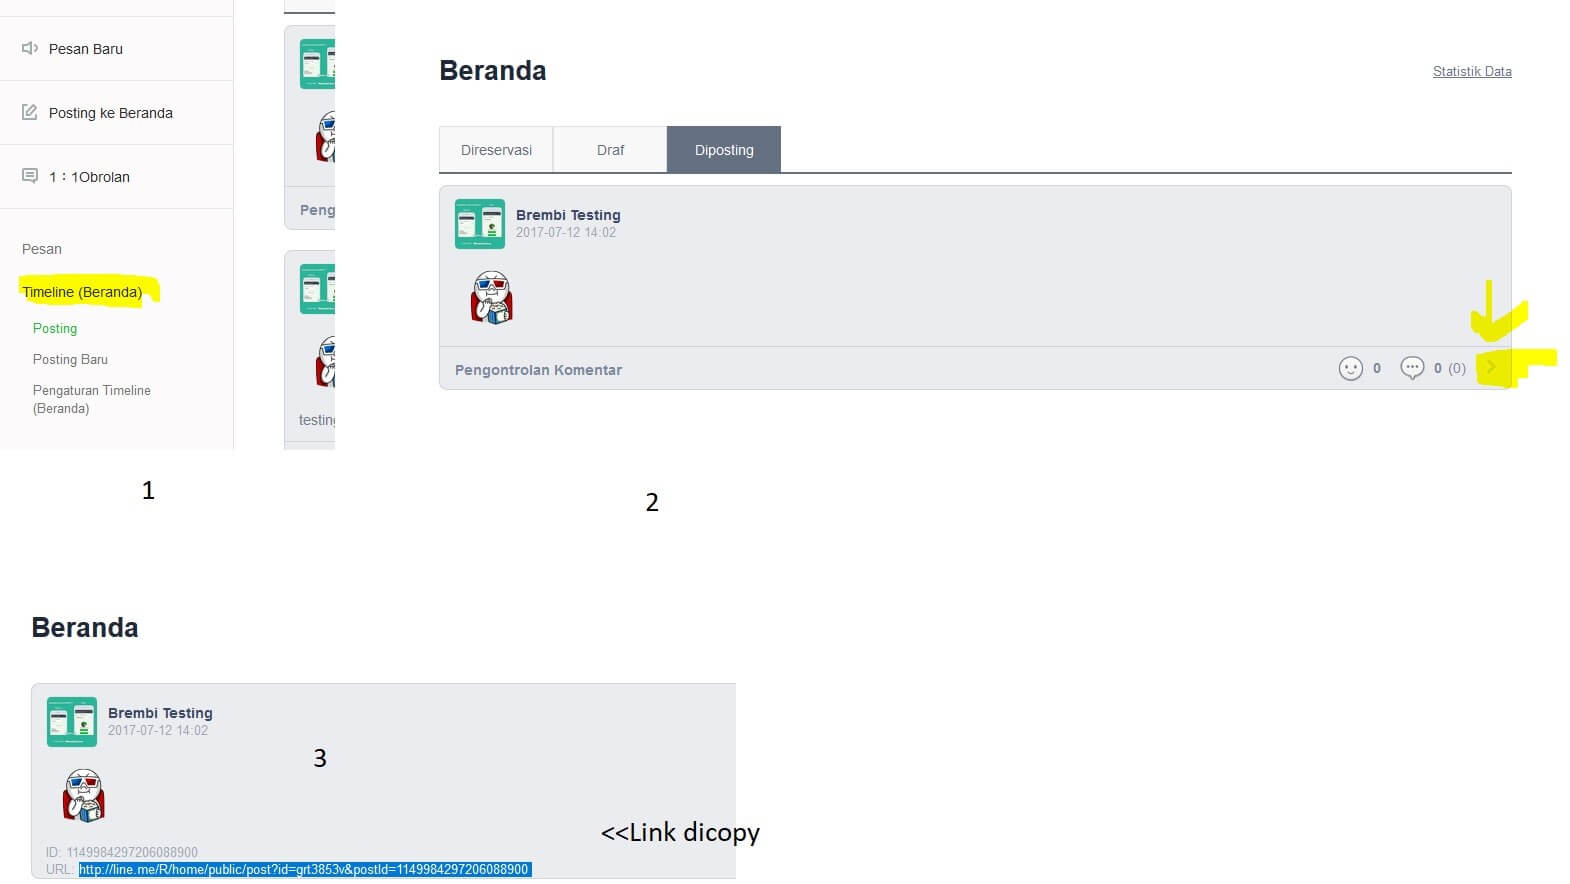 Pesan Baru
Posting ke Beranda
1：1Obrolan
Pesan
Timeline (Beranda)
Posting
Posting Baru
Pengaturan Timeline
(Beranda)
Peng
testing
1
Beranda
Statistik Data
Direservasi Draf Diposting
Brembi Testing
2017-07-12 14:02
Pengontrolan Komentar 0 0 (0)
2
Beranda
Brembi Testing
2017-07-12 14:02
3
<<Link dicopy
ID: 1149984297206088900
URL: http://line.me/R/home/public/post?id=grt3853v&postId=1149984297206088900